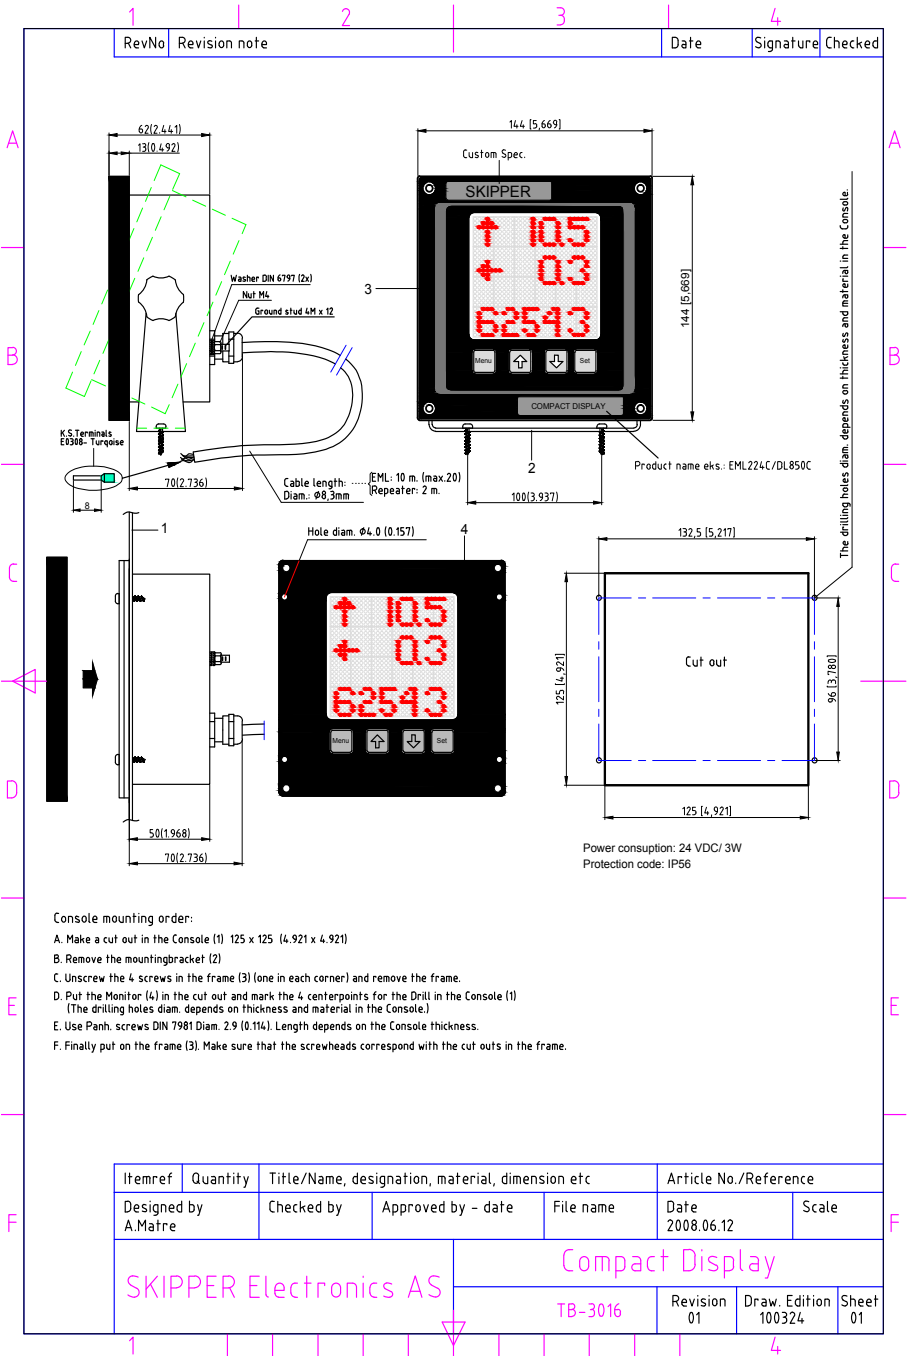 1 2 3 4
RevNo Revision note Date Signature Checked
A A
B B
C C
D D
E E
F F
62(2.441)
13(0.492)
Washer DIN 6797 (2x)
Nut M4
Ground stud 4M x 12
K.S.Terminals
E0308- Turqoise
8
70(2.736)
Cable length:
EML: 10 m. (max.20)
Repeater: 2 m.
Diam.: Ø8,3mm
144 [5,669]
Custom Spec.
SKIPPER
10.5
0.3
62543
Menu Set
COMPACT DISPLAY
3
144 [5,669]
2
100(3.937)
Product name eks.: EML224C/DL850C
The drilling holes diam. depends on thickness and material in the Console.
1
50(1.968)
70(2.736)
Hole diam. Ø4.0 (0.157)
4
10.5
0.3
62543
Menu Set
132,5 [5,217]
125 [4,921]
Cut out
96 [3,780]
125 [4,921]
Power consuption: 24 VDC/ 3W
Protection code: IP56
Console mounting order:
A. Make a cut out in the Console (1) 125 x 125 (4.921 x 4.921)
B. Remove the mountingbracket (2)
C. Unscrew the 4 screws in the frame (3) (one in each corner) and remove the frame.
D. Put the Monitor (4) in the cut out and mark the 4 centerpoints for the Drill in the Console (1)
(The drilling holes diam. depends on thickness and material in the Console.)
E. Use Panh. screws DIN 7981 Diam. 2.9 (0.114). Length depends on the Console thickness.
F. Finally put on the frame (3). Make sure that the screwheads correspond with the cut outs in the frame.
Itemref Quantity Title/Name, designation, material, dimension etc Article No./Reference
Designed by Checked by Approved by - date File name Date Scale
A.Matre 2008.06.12
SKIPPER Electronics AS
Compact Display
TB-3016
Revision Draw. Edition Sheet
01 100324 01
1 4